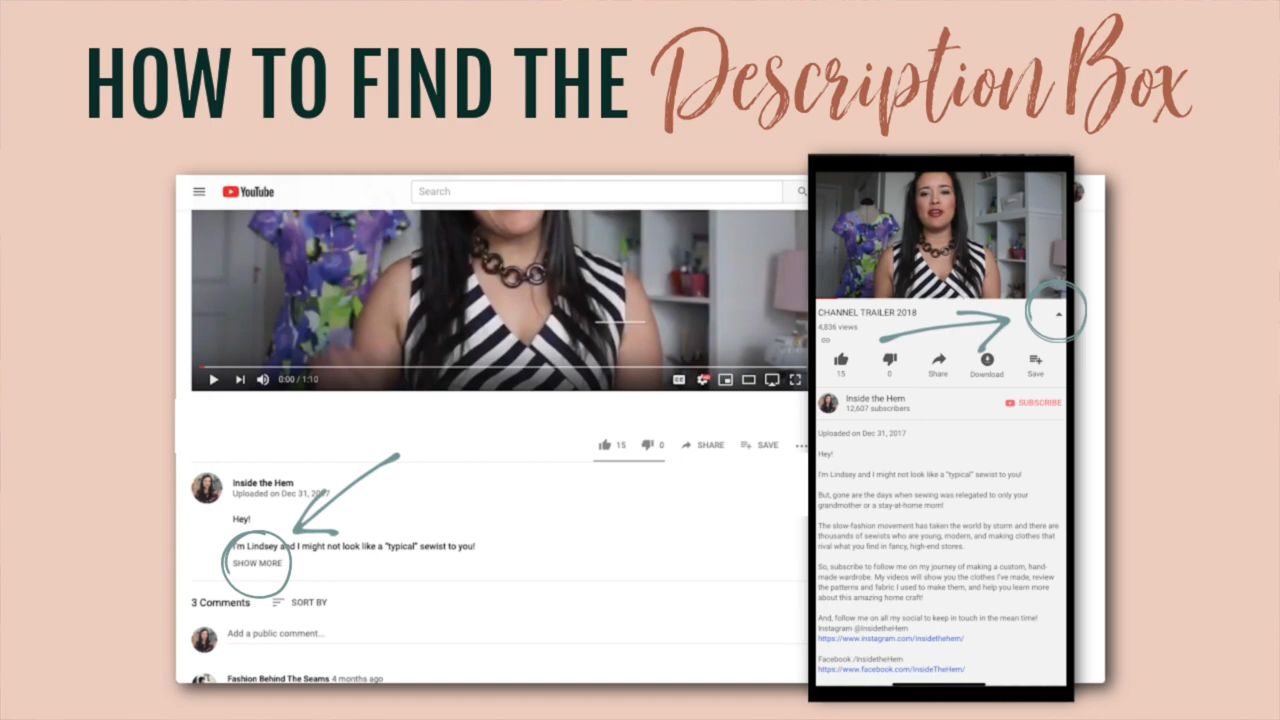 HOW TO FIND THE Description Box
YouTube
Search
0:00 / 1:10
CC
15
0
SHARE
SAVE
Inside the Hem
Uploaded on Dec 31, 2017
Hey!
I'm Lindsey and I might not look like a "typical" sewist to you!
SHOW MORE
3 Comments
SORT BY
Add a public comment...
Fashion Behind The Seams 4 months ago
CHANNEL TRAILER 2018
4,836 views
15
0
Share
Download
Save
Inside the Hem
12,607 subscribers
SUBSCRIBE
Uploaded on Dec 31, 2017
Hey!
I'm Lindsey and I might not look like a "typical" sewist to you!
But, gone are the days when sewing was relegated to only your
grandmother or a stay-at-home mom!
The slow-fashion movement has taken the world by storm and there are
thousands of sewists who are young, modern, and making clothes that
rival what you find in fancy, high-end stores.
So, subscribe to follow me on my journey of making a custom, hand-
made wardrobe. My videos will show you the clothes I've made, review
the patterns and fabric I used to make them, and help you learn more
about this amazing home craft!
And, follow me on all my social to keep in touch in the mean time!
Instagram @InsidetheHem
https://www.instagram.com/insidethehem/
Facebook /InsidetheHem
https://www.facebook.com/InsideTheHem/